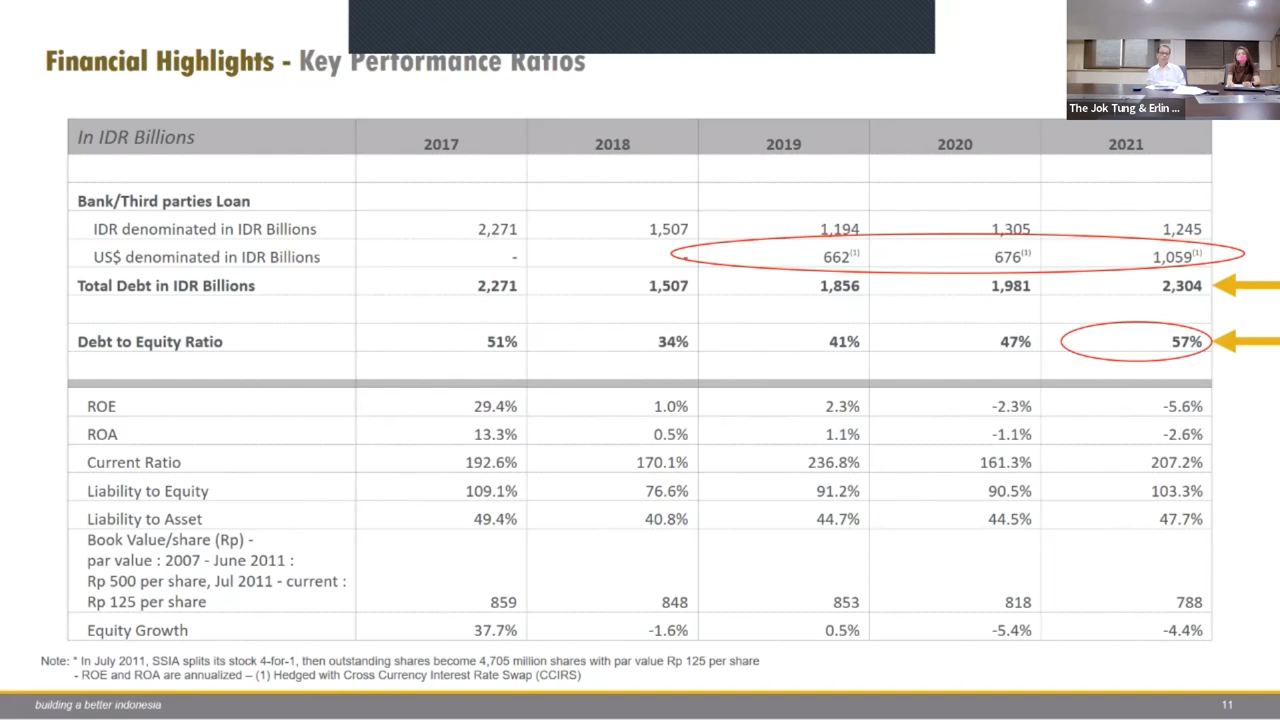 Financial Highlights - Key Performance Ratios
The Jok Tung & Erlin ...
In IDR Billions 2017 2018 2019 2020 2021
Bank/Third parties Loan
IDR denominated in IDR Billions 2,271 1,507 1,194 1,305 1,245
US$ denominated in IDR Billions - - 662(1) 676(1) 1,059(1)
Total Debt in IDR Billions 2,271 1,507 1,856 1,981 2,304
Debt to Equity Ratio 51% 34% 41% 47% 57%
ROE 29.4% 1.0% 2.3% -2.3% -5.6%
ROA 13.3% 0.5% 1.1% -1.1% -2.6%
Current Ratio 192.6% 170.1% 236.8% 161.3% 207.2%
Liability to Equity 109.1% 76.6% 91.2% 90.5% 103.3%
Liability to Asset 49.4% 40.8% 44.7% 44.5% 47.7%
Book Value/share (Rp) -
par value : 2007 - June 2011 :
Rp 500 per share, Jul 2011 - current :
Rp 125 per share 859 848 853 818 788
Equity Growth 37.7% -1.6% 0.5% -5.4% -4.4%
Note: * In July 2011, SSIA splits its stock 4-for-1, then outstanding shares become 4,705 million shares with par value Rp 125 per share
- ROE and ROA are annualized – (1) Hedged with Cross Currency Interest Rate Swap (CCIRS)
building a better indonesia 11